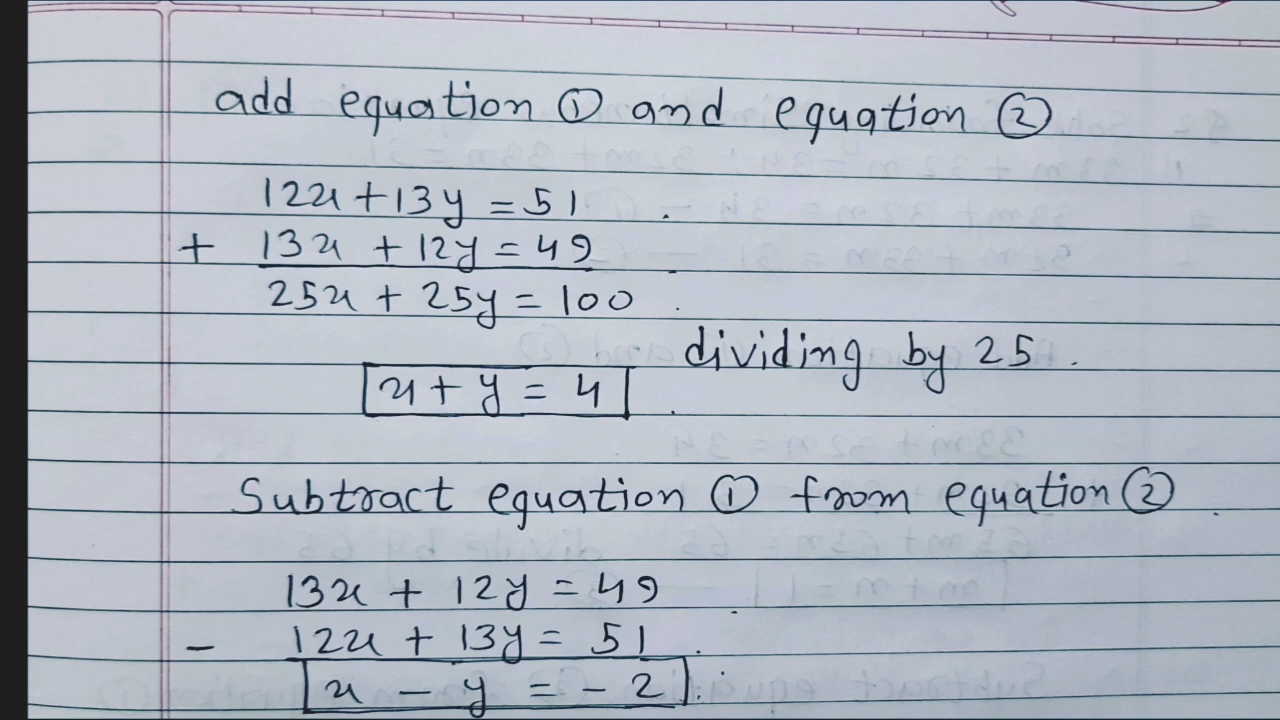 add equation ① and equation ②
12x + 13y = 51
+ 13x + 12y = 49
25x + 25y = 100
dividing by 25.
x + y = 4
Subtract equation ① from equation ②.
13x + 12y = 49
- 12x + 13y = 51
x - y = - 2